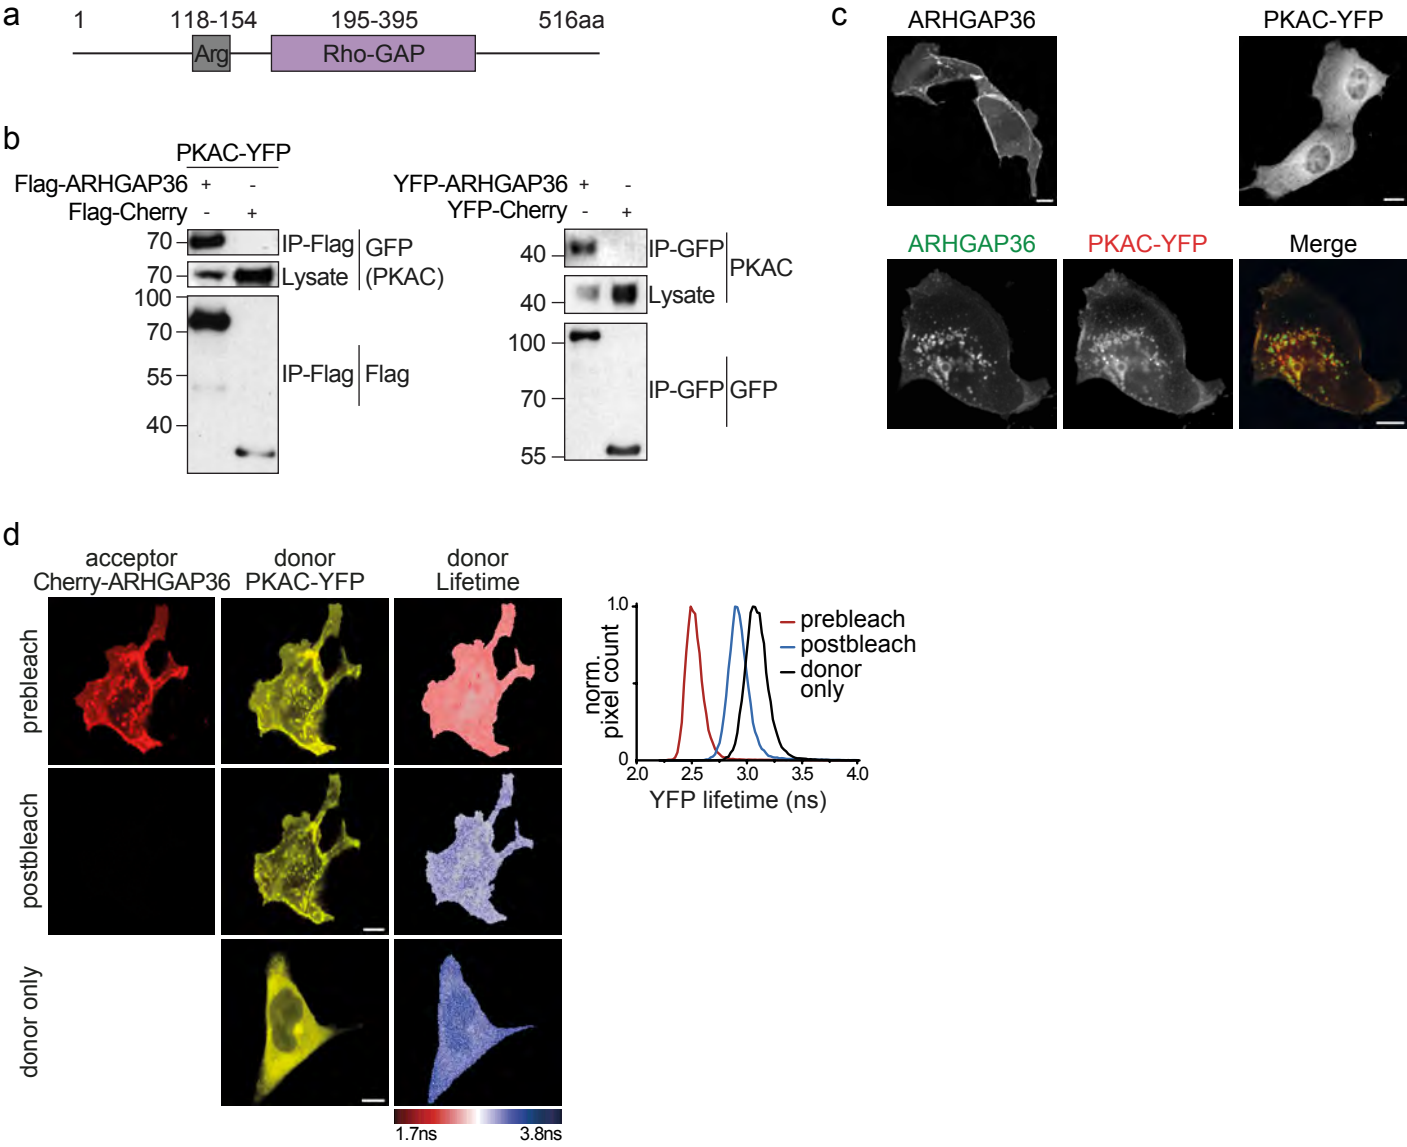 a
1 118-154 195-395 516aa
Arg Rho-GAP
b
PKAC-YFP
Flag-ARHGAP36 + -
Flag-Cherry - +
70 IP-Flag GFP
70 Lysate (PKAC)
100
70
55 IP-Flag Flag
40
YFP-ARHGAP36 + -
YFP-Cherry - +
40 IP-GFP PKAC
40 Lysate
100
70 IP-GFP GFP
55
c
ARHGAP36 PKAC-YFP
ARHGAP36 PKAC-YFP Merge
d
acceptor donor donor
Cherry-ARHGAP36 PKAC-YFP Lifetime
prebleach
postbleach
donor only
1.7ns 3.8ns
1.0
0
norm.
pixel count
prebleach
postbleach
donor
only
2.0 2.5 3.0 3.5 4.0
YFP lifetime (ns)